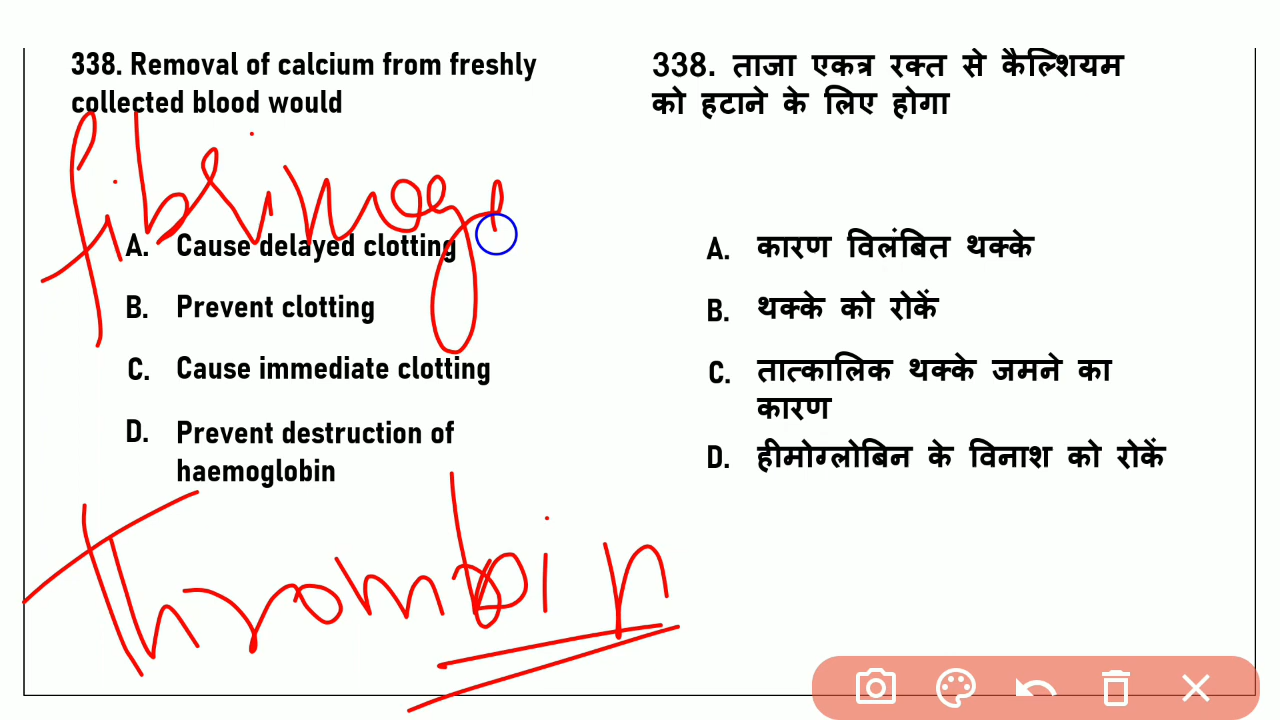 338. Removal of calcium from freshly
collected blood would
fibrinoge
A. Cause delayed clotting
B. Prevent clotting
C. Cause immediate clotting
D. Prevent destruction of
haemoglobin
Thrombin
338. ताजा एकत्र रक्त से कैल्शियम
को हटाने के लिए होगा
A. कारण विलंबित थक्के
B. थक्के को रोकें
C. तात्कालिक थक्के जमने का
कारण
D. हीमोग्लोबिन के विनाश को रोकें